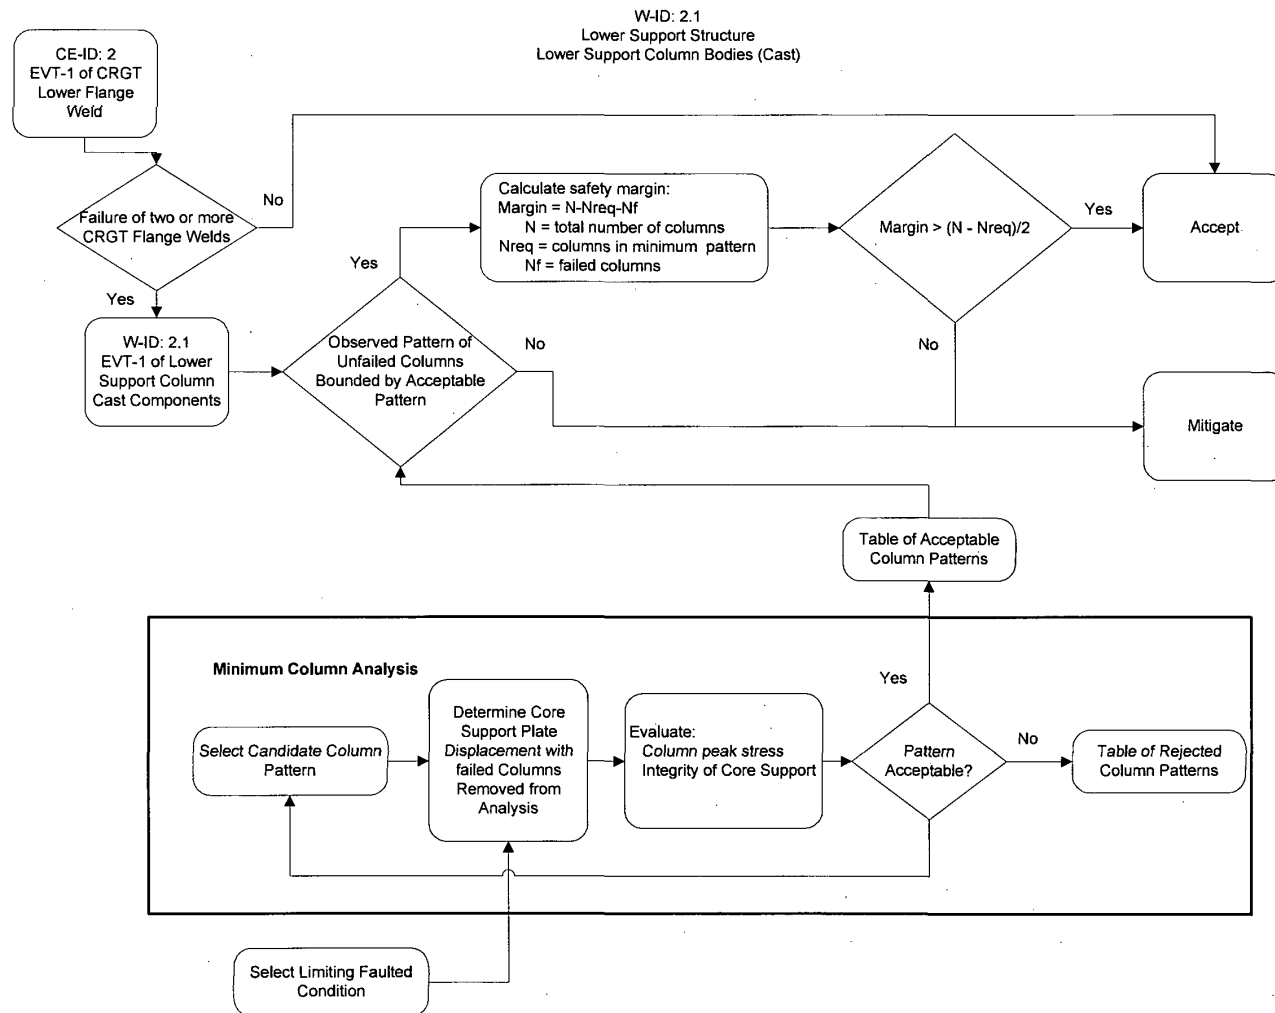 W-ID: 2.1
Lower Support Structure
Lower Support Column Bodies (Cast)
CE-ID: 2
EVT-1 of CRGT
Lower Flange
Weld
Failure of two or more
CRGT Flange Welds
No
Yes
W-ID: 2.1
EVT-1 of Lower
Support Column
Cast Components
Observed Pattern of
Unfailed Columns
Bounded by Acceptable
Pattern
Yes
No
Calculate safety margin:
Margin = N-Nreq-Nf
N = total number of columns
Nreq = columns in minimum pattern
Nf = failed columns
Margin > (N - Nreq)/2
Yes
No
Accept
Mitigate
Table of Acceptable
Column Patterns
Minimum Column Analysis
Select Candidate Column
Pattern
Determine Core
Support Plate
Displacement with
failed Columns
Removed from
Analysis
Evaluate:
Column peak stress
Integrity of Core Support
Pattern
Acceptable?
Yes
No
Table of Rejected
Column Patterns
Select Limiting Faulted
Condition